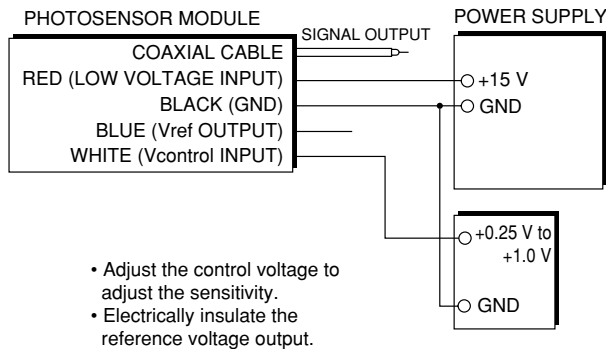 PHOTOSENSOR MODULE
SIGNAL OUTPUT
POWER SUPPLY
COAXIAL CABLE
RED (LOW VOLTAGE INPUT)
BLACK (GND)
BLUE (Vref OUTPUT)
WHITE (Vcontrol INPUT)
+15 V
GND
+0.25 V to
+1.0 V
GND
• Adjust the control voltage to
adjust the sensitivity.
• Electrically insulate the
reference voltage output.